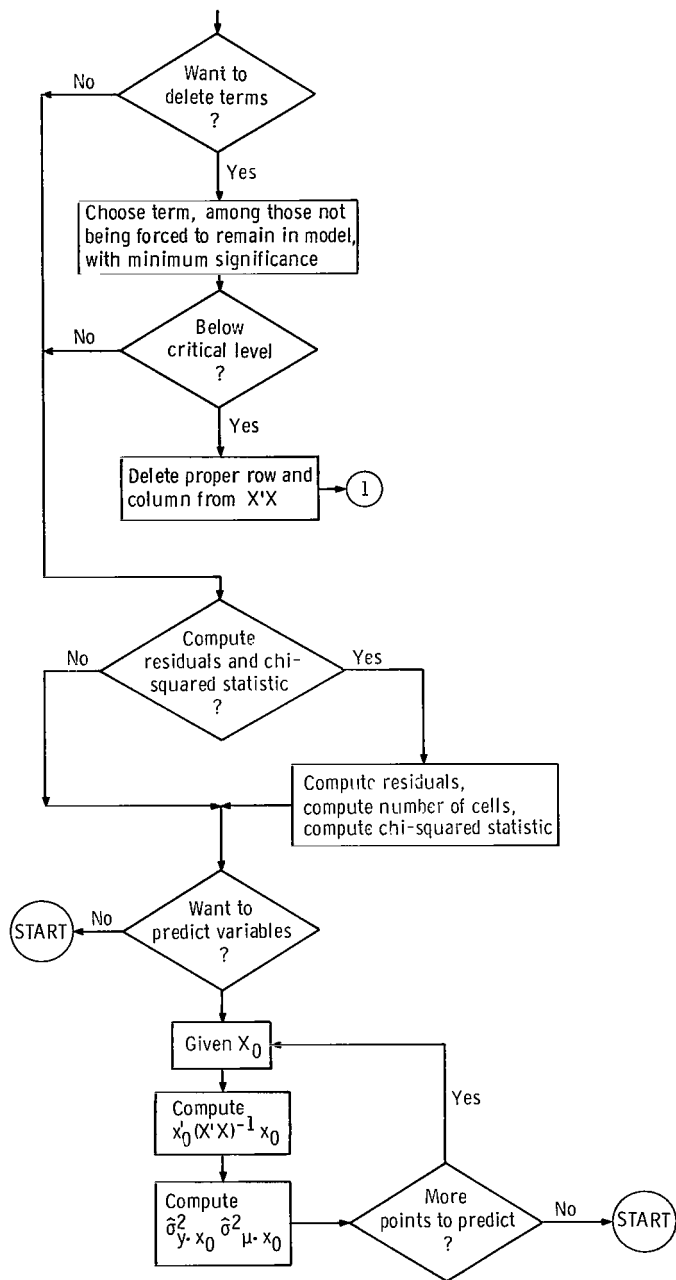 Want to
delete terms
?
No
Yes
Choose term, among those not
being forced to remain in model,
with minimum significance
Below
critical level
?
No
Yes
Delete proper row and
column from X'X
1
Compute
residuals and chi-
squared statistic
?
No
Yes
Compute residuals,
compute number of cells,
compute chi-squared statistic
Want to
predict variables
?
No
START
Given X₀
Compute
x₀'(X'X)⁻¹ x₀
Compute
σ̂²y·x₀ σ̂²μ·x₀
More
points to predict
?
Yes
No
START